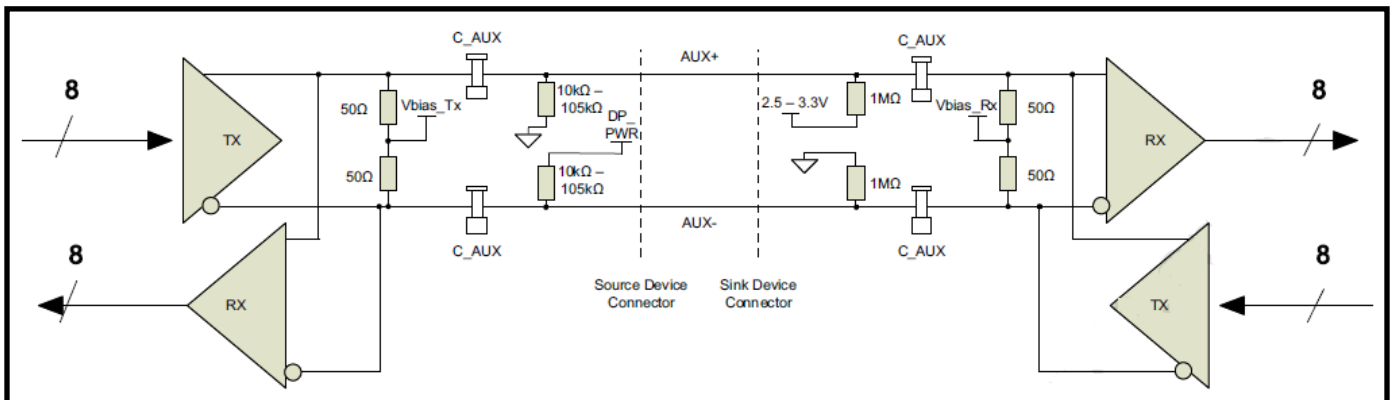 C_AUX
AUX+
C_AUX
8
50Ω
Vbias_Tx
10kΩ –
105kΩ
DP_
PWR
2.5 – 3.3V
1MΩ
Vbias_Rx
50Ω
8
TX
RX
50Ω
10kΩ –
105kΩ
1MΩ
50Ω
C_AUX
AUX-
C_AUX
8
RX
Source Device
Connector
Sink Device
Connector
TX
8